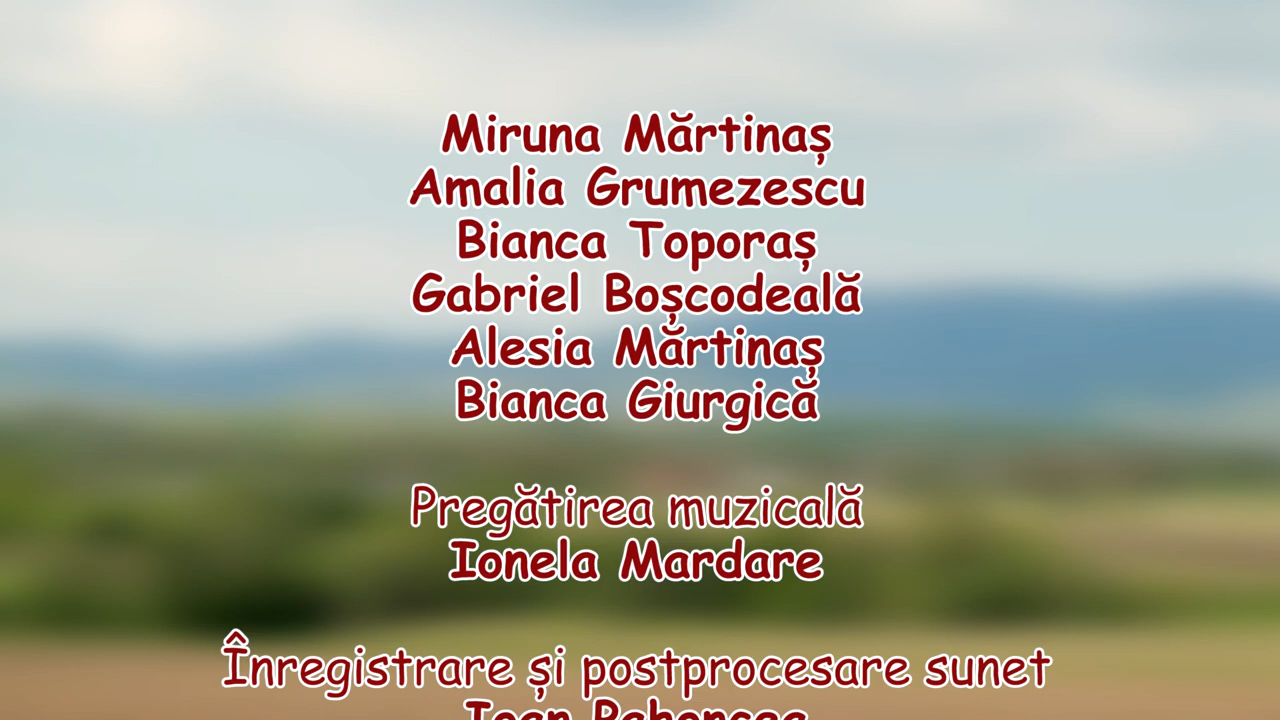 Miruna Mărtinaș
Amalia Grumezescu
Bianca Toporaș
Gabriel Boșcodeală
Alesia Mărtinaș
Bianca Giurgică
Pregătirea muzicală
Ionela Mardare
Înregistrare și postprocesare sunet
Ioan